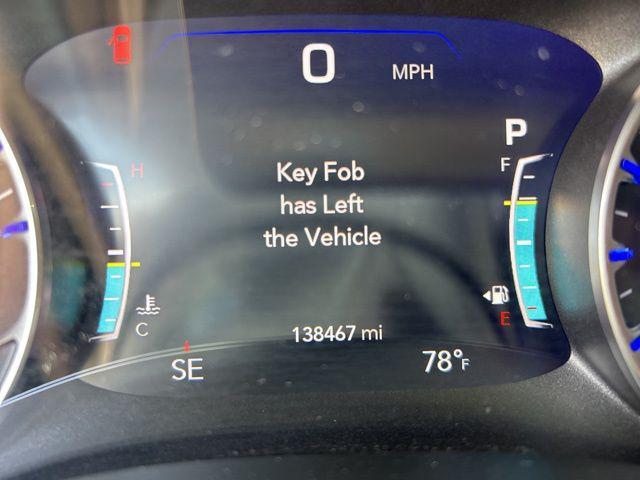 0 MPH
P
H
F
Key Fob
has Left
the Vehicle
C
E
138467 mi
SE
78°F